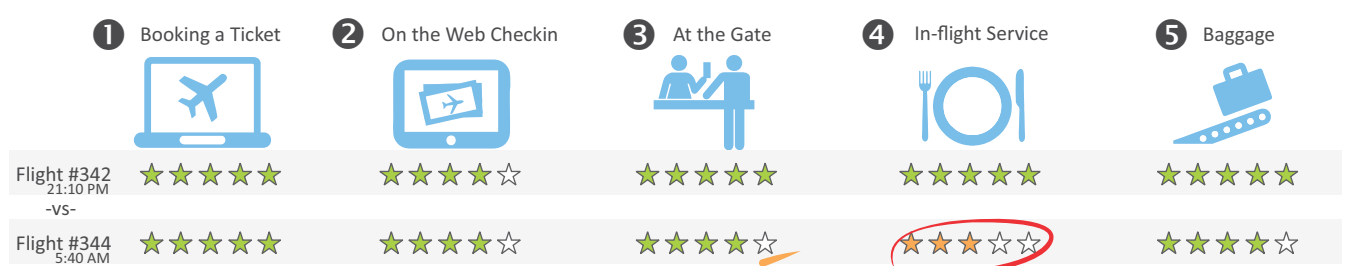 1 Booking a Ticket
2 On the Web Checkin
3 At the Gate
4 In-flight Service
5 Baggage
Flight #342
21:10 PM
-vs-
Flight #344
5:40 AM